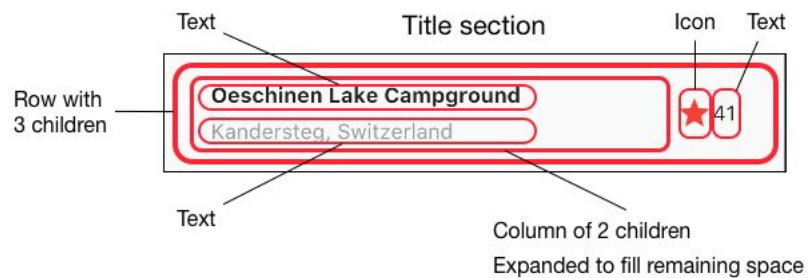 Text
Title section
Icon
Text
Row with
3 children
Oeschinen Lake Campground
Kandersteg, Switzerland
41
Text
Column of 2 children
Expanded to fill remaining space